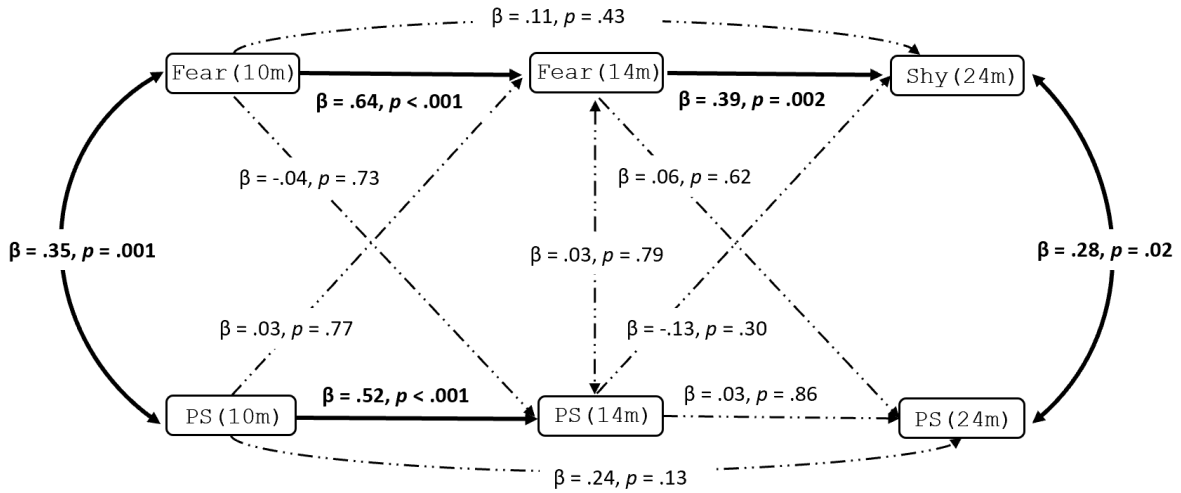 β = .11, p = .43
Fear(10m)
Fear(14m)
Shy(24m)
β = .64, p < .001
β = .39, p = .002
β = -.04, p = .73
β = .06, p = .62
β = .35, p = .001
β = .03, p = .79
β = .28, p = .02
β = .03, p = .77
β = -.13, p = .30
β = .52, p < .001
β = .03, p = .86
PS(10m)
PS(14m)
PS(24m)
β = .24, p = .13